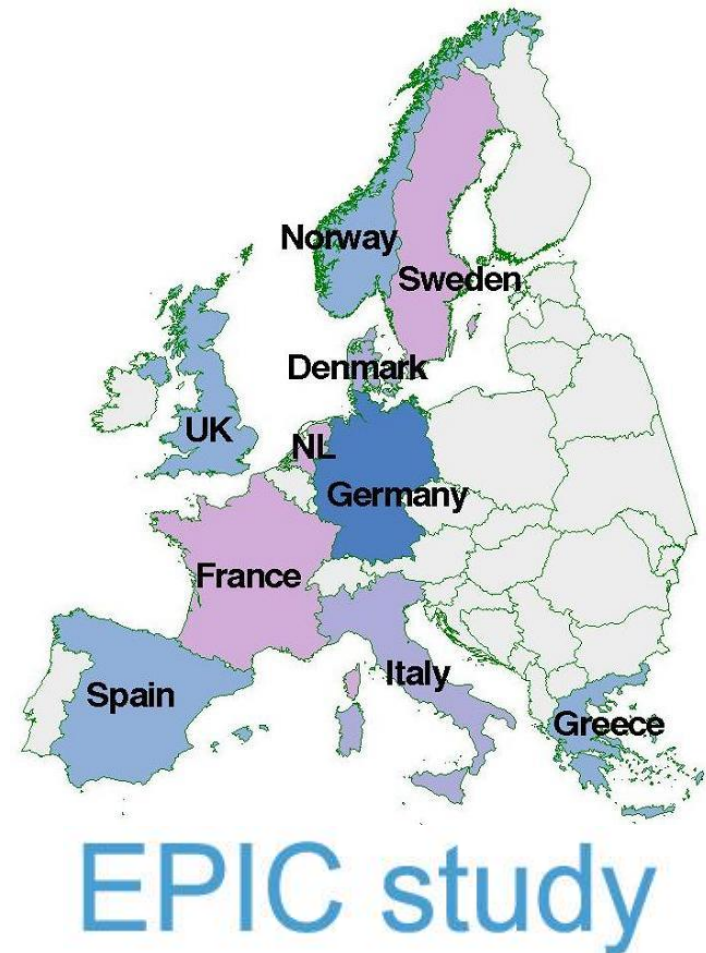 Norway
Sweden
Denmark
UK
NL
Germany
France
Italy
Spain
Greece
EPIC study